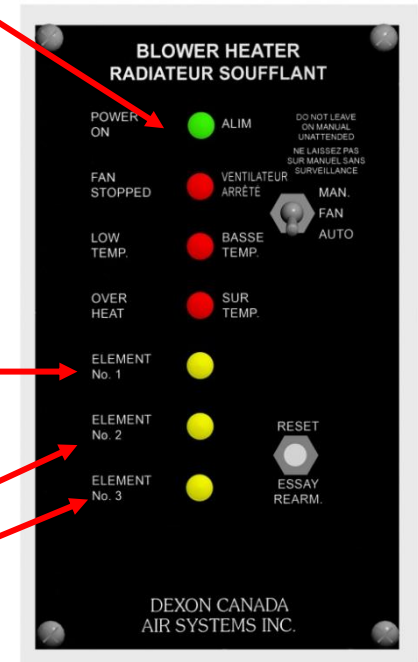 BLOWER HEATER
RADIATEUR SOUFFLANT
POWER
ON
ALIM
DO NOT LEAVE
ON MANUAL
UNATTENDED
NE LAISSEZ PAS
SUR MANUEL SANS
SURVEILLANCE
FAN
STOPPED
VENTILATEUR
ARRÊTÉ
MAN.
FAN
AUTO
LOW
TEMP.
BASSE
TEMP.
OVER
HEAT
SUR
TEMP.
ELEMENT
No. 1
ELEMENT
No. 2
RESET
ESSAY
REARM.
ELEMENT
No. 3
DEXON CANADA
AIR SYSTEMS INC.